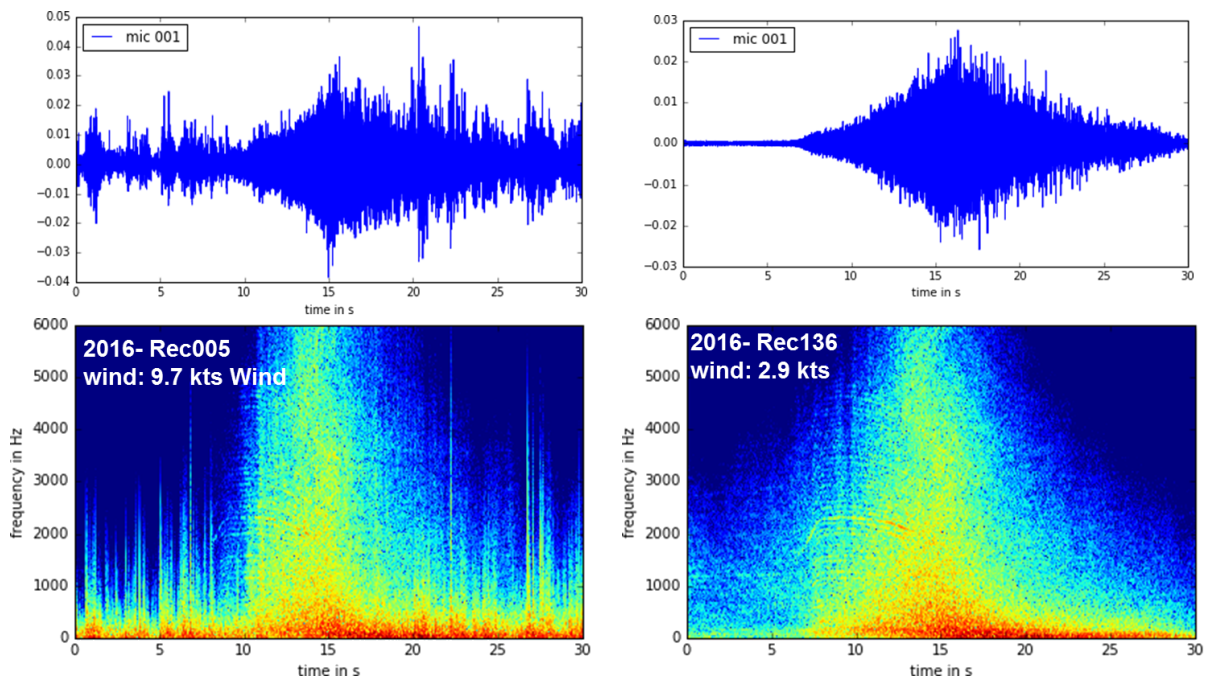 0.05
0.04
0.03
0.02
0.01
0.00
−0.01
−0.02
−0.03
−0.04
mic 001
0 5 10 15 20 25 30
time in s
0.03
0.02
0.01
0.00
−0.01
−0.02
−0.03
mic 001
0 5 10 15 20 25 30
time in s
6000
5000
4000
3000
2000
1000
0
frequency in Hz
2016- Rec005
wind: 9.7 kts Wind
0 5 10 15 20 25 30
time in s
6000
5000
4000
3000
2000
1000
0
frequency in Hz
2016- Rec136
wind: 2.9 kts
0 5 10 15 20 25 30
time in s